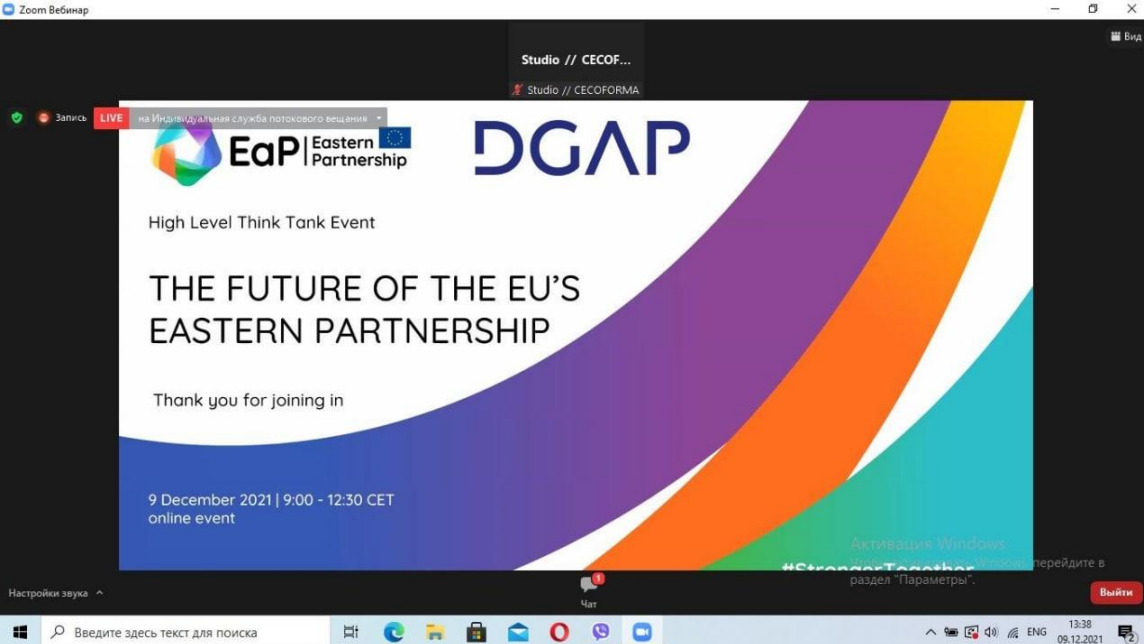 Zoom Вебинар
Вид
Studio // CECOF...
Studio // CECOFORMA
Запись
LIVE
на Индивидуальная служба потокового вещания
EaP
Eastern
Partnership
DGAP
High Level Think Tank Event
THE FUTURE OF THE EU'S
EASTERN PARTNERSHIP
Thank you for joining in
9 December 2021 | 9:00 - 12:30 CET
online event
Активация Windows
Windows, перейдите в
раздел "Параметры".
#StrongerTogether
Настройки звука
1
Чат
Выйти
Введите здесь текст для поиска
ENG
13:38
09.12.2021